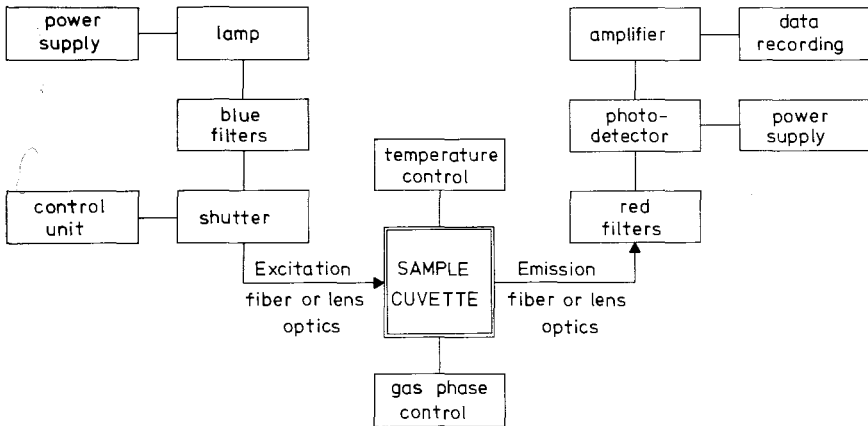 power
supply
lamp
blue
filters
control
unit
shutter
Excitation
fiber or lens
optics
temperature
control
SAMPLE
CUVETTE
gas phase
control
Emission
fiber or lens
optics
amplifier
data
recording
photo-
detector
power
supply
red
filters